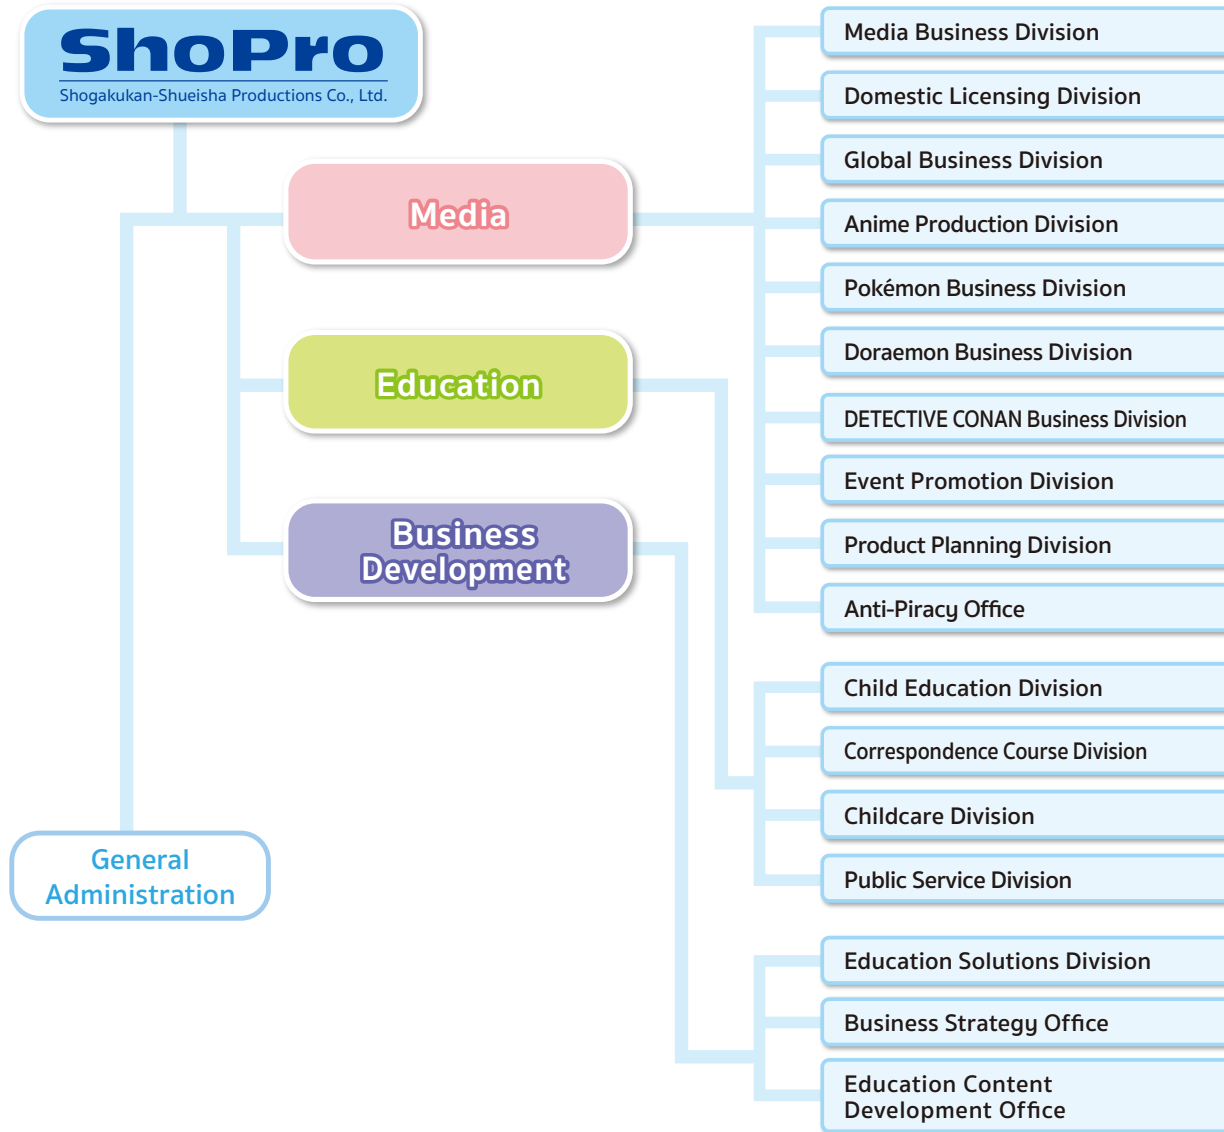 ShoPro
Shogakukan-Shueisha Productions Co., Ltd.
Media
Education
Business
Development
General
Administration
Media Business Division
Domestic Licensing Division
Global Business Division
Anime Production Division
Pokémon Business Division
Doraemon Business Division
DETECTIVE CONAN Business Division
Event Promotion Division
Product Planning Division
Anti-Piracy Office
Child Education Division
Correspondence Course Division
Childcare Division
Public Service Division
Education Solutions Division
Business Strategy Office
Education Content
Development Office